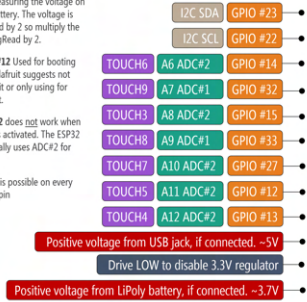 asuring the voltage on
ttery. The voltage is
d by 2 so multiply the
gRead by 2.
12 Used for booting
dafruit suggests not
it or only using for
t.
2 does not work when
s activated. The ESP32
ally uses ADC#2 for
is possible on every
pin
I2C SDA GPIO #23
I2C SCL GPIO #22
TOUCH6 A6 ADC#2 GPIO #14
TOUCH9 A7 ADC#1 GPIO #32
TOUCH3 A8 ADC#2 GPIO #15
TOUCH8 A9 ADC#1 GPIO #33
TOUCH7 A10 ADC#2 GPIO #27
TOUCH5 A11 ADC#2 GPIO #12
TOUCH4 A12 ADC#2 GPIO #13
Positive voltage from USB jack, if connected. ~5V
Drive LOW to disable 3.3V regulator
Positive voltage from LiPoly battery, if connected. ~3.7V